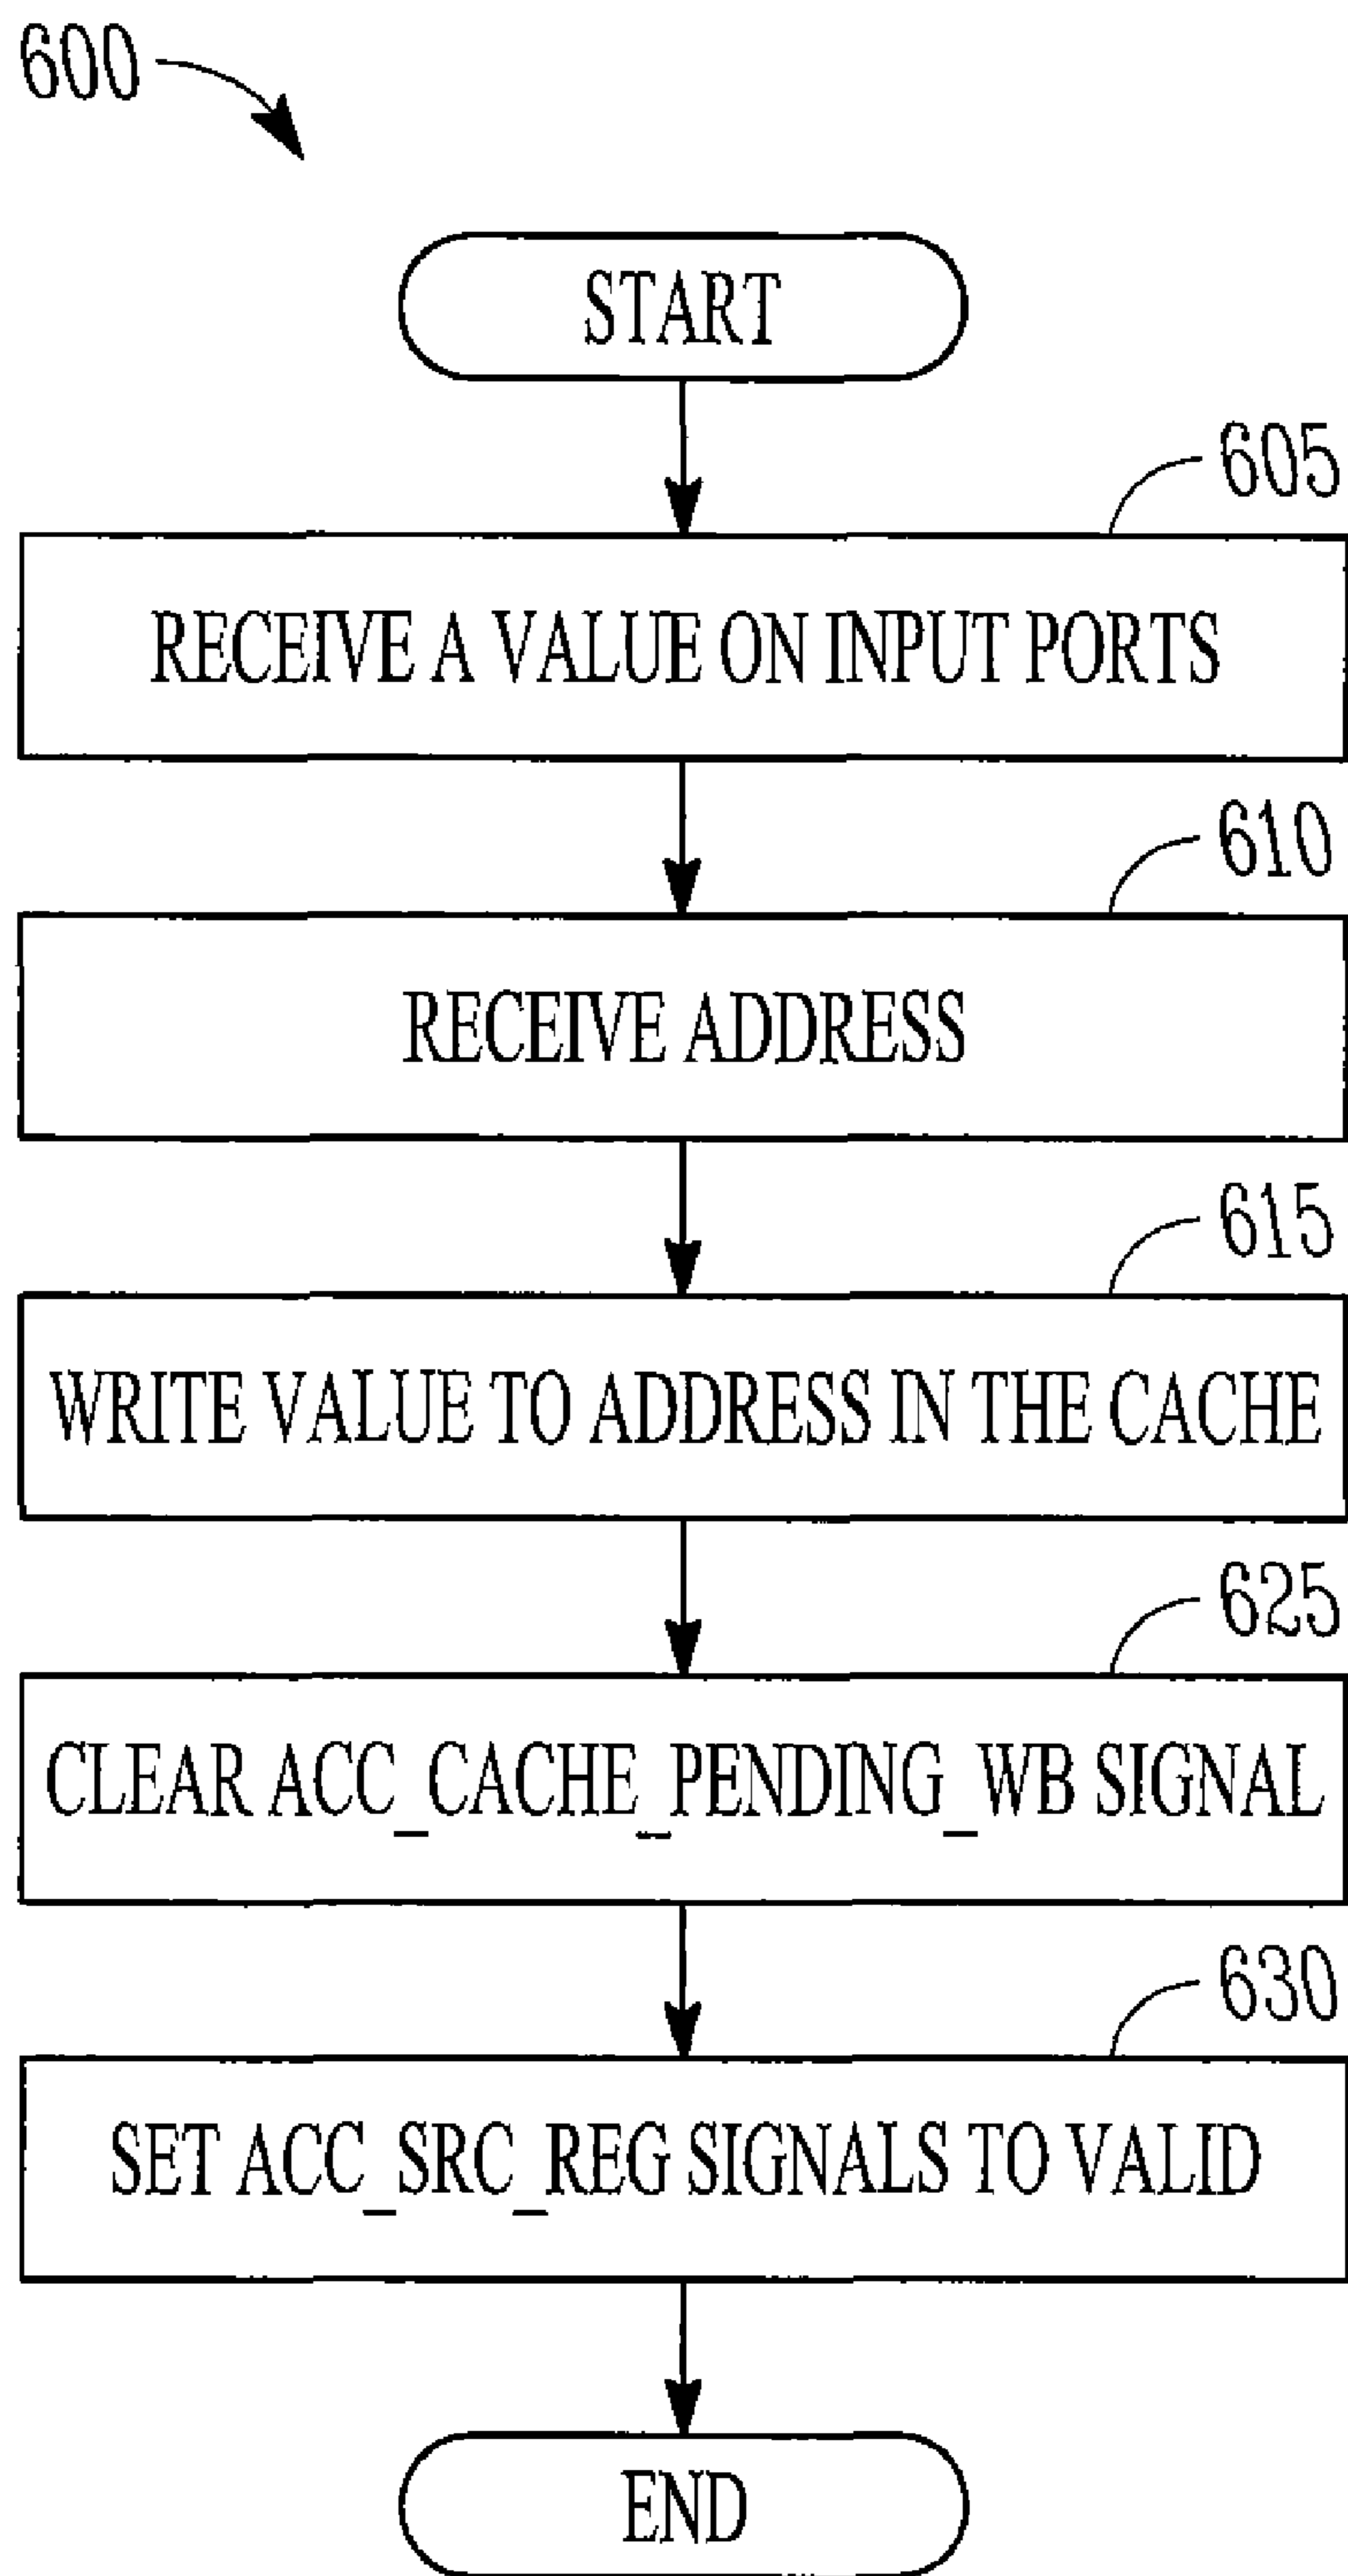 600
START
605
RECEIVE A VALUE ON INPUT PORTS
610
RECEIVE ADDRESS
615
WRITE VALUE TO ADDRESS IN THE CACHE
625
CLEAR ACC_CACHE_PENDING_WB SIGNAL
630
SET ACC_SRC_REG SIGNALS TO VALID
END